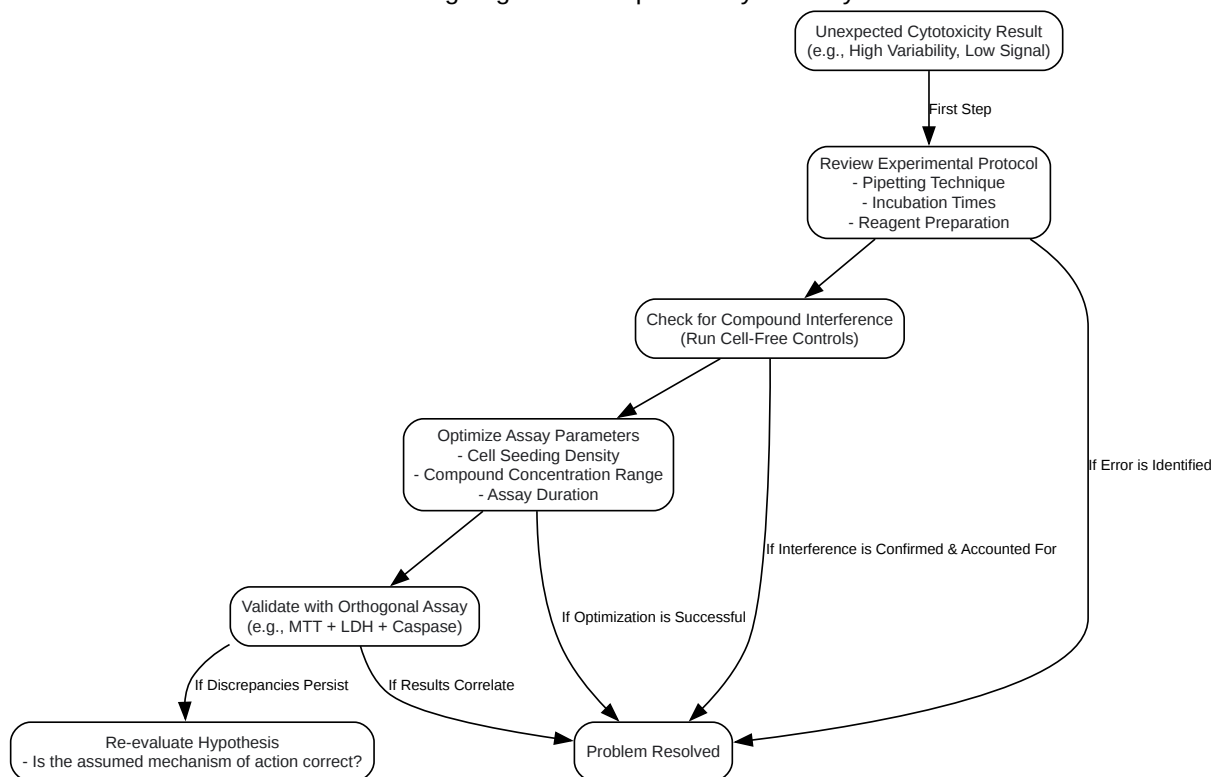 Unexpected Cytotoxicity Result
(e.g., High Variability, Low Signal)
First Step
Review Experimental Protocol
- Pipetting Technique
- Incubation Times
- Reagent Preparation
Check for Compound Interference
(Run Cell-Free Controls)
Optimize Assay Parameters
- Cell Seeding Density
- Compound Concentration Range
- Assay Duration
If Error is Identified
If Interference is Confirmed & Accounted For
Validate with Orthogonal Assay
(e.g., MTT + LDH + Caspase)
If Optimization is Successful
If Discrepancies Persist
If Results Correlate
Re-evaluate Hypothesis
- Is the assumed mechanism of action correct?
Problem Resolved